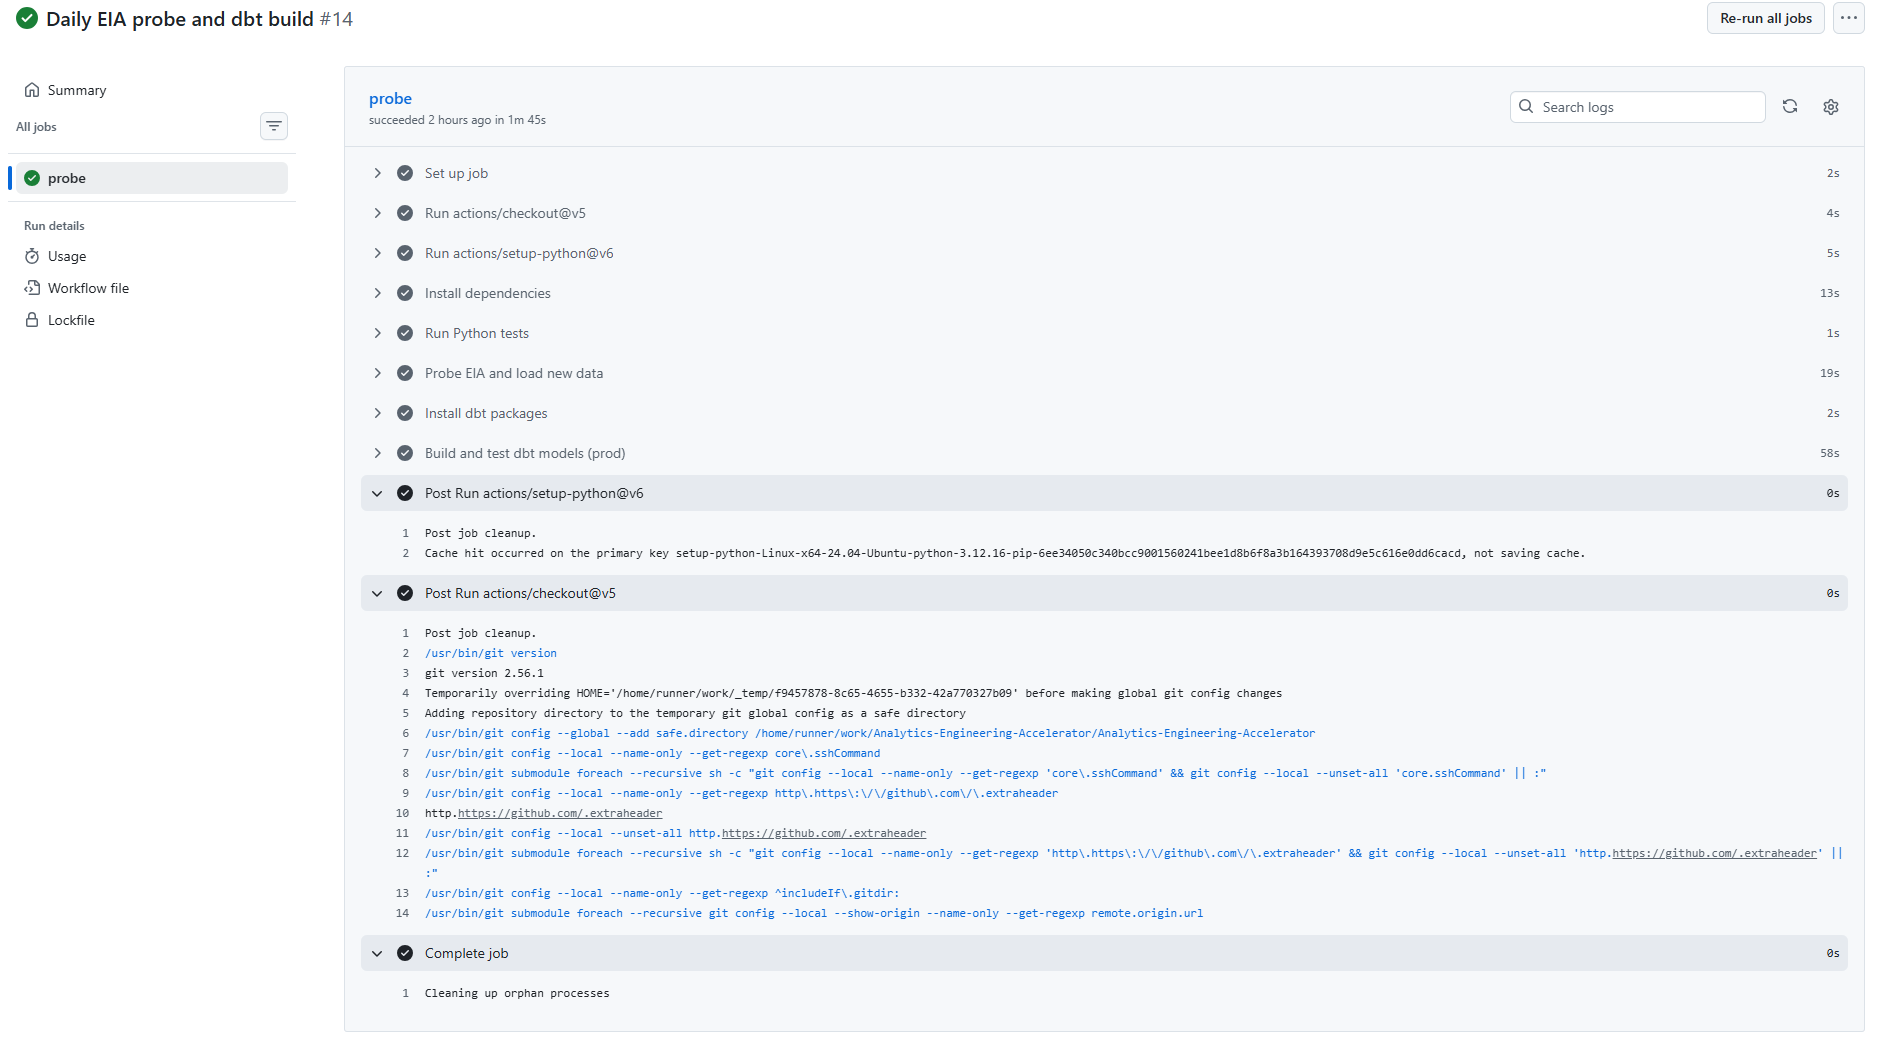 Daily EIA probe and dbt build #14
Re-run all jobs
Summary
All jobs
probe
Run details
Usage
Workflow file
Lockfile
probe
succeeded 2 hours ago in 1m 45s
Search logs
Set up job 2s
Run actions/checkout@v5 4s
Run actions/setup-python@v6 5s
Install dependencies 13s
Run Python tests 1s
Probe EIA and load new data 19s
Install dbt packages 2s
Build and test dbt models (prod) 58s
Post Run actions/setup-python@v6 0s
1 Post job cleanup.
2 Cache hit occurred on the primary key setup-python-Linux-x64-24.04-Ubuntu-python-3.12.16-pip-6ee34050c340bcc9001560241bee1d8b6f8a3b164393708d9e5c616e0dd6cacd, not saving cache.
Post Run actions/checkout@v5 0s
1 Post job cleanup.
2 /usr/bin/git version
3 git version 2.56.1
4 Temporarily overriding HOME='/home/runner/work/_temp/f9457878-8c65-4655-b332-42a770327b09' before making global git config changes
5 Adding repository directory to the temporary git global config as a safe directory
6 /usr/bin/git config --global --add safe.directory /home/runner/work/Analytics-Engineering-Accelerator/Analytics-Engineering-Accelerator
7 /usr/bin/git config --local --name-only --get-regexp core\.sshCommand
8 /usr/bin/git submodule foreach --recursive sh -c "git config --local --name-only --get-regexp 'core\.sshCommand' && git config --local --unset-all 'core.sshCommand' || :"
9 /usr/bin/git config --local --name-only --get-regexp http\.https\:\/\/github\.com\/\.extraheader
10 http.https://github.com/.extraheader
11 /usr/bin/git config --local --unset-all http.https://github.com/.extraheader
12 /usr/bin/git submodule foreach --recursive sh -c "git config --local --name-only --get-regexp 'http\.https\:\/\/github\.com\/\.extraheader' && git config --local --unset-all 'http.https://github.com/.extraheader' ||
:"
13 /usr/bin/git config --local --name-only --get-regexp ^includeIf\.gitdir:
14 /usr/bin/git submodule foreach --recursive git config --local --show-origin --name-only --get-regexp remote.origin.url
Complete job 0s
1 Cleaning up orphan processes